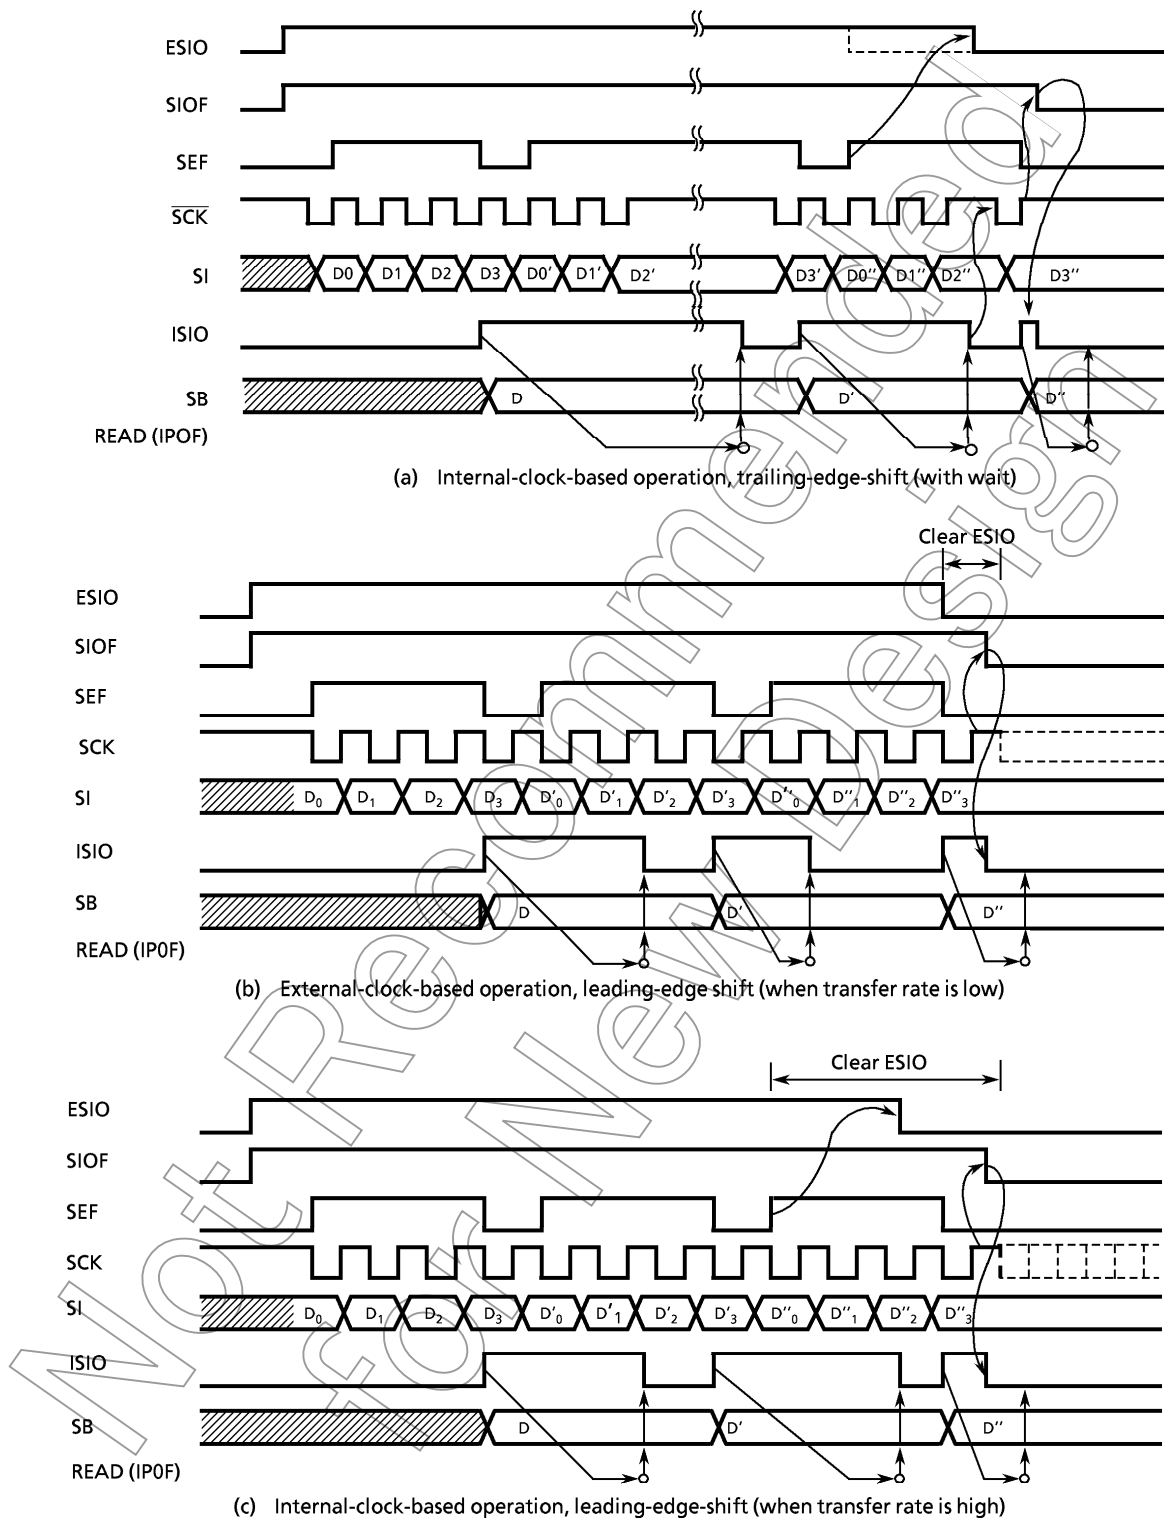 ESIO
SIOF
SEF
SCK
SI D0 D1 D2 D3 D0′ D1′ D2′ D3′ D0′′ D1′′ D2′′ D3′′
ISIO
SB D D′ D′′
READ (IPOF)
(a) Internal-clock-based operation, trailing-edge-shift (with wait)
Clear ESIO
ESIO
SIOF
SEF
SCK
SI D0 D1 D2 D3 D′0 D′1 D′2 D′3 D′′0 D′′1 D′′2 D′′3
ISIO
SB D D′ D′′
READ (IP0F)
(b) External-clock-based operation, leading-edge shift (when transfer rate is low)
Clear ESIO
ESIO
SIOF
SEF
SCK
SI D0 D1 D2 D3 D′0 D′1 D′2 D′3 D′′0 D′′1 D′′2 D′′3
ISIO
SB D D′ D′′
READ (IP0F)
(c) Internal-clock-based operation, leading-edge-shift (when transfer rate is high)
Not Recommended
for New Design